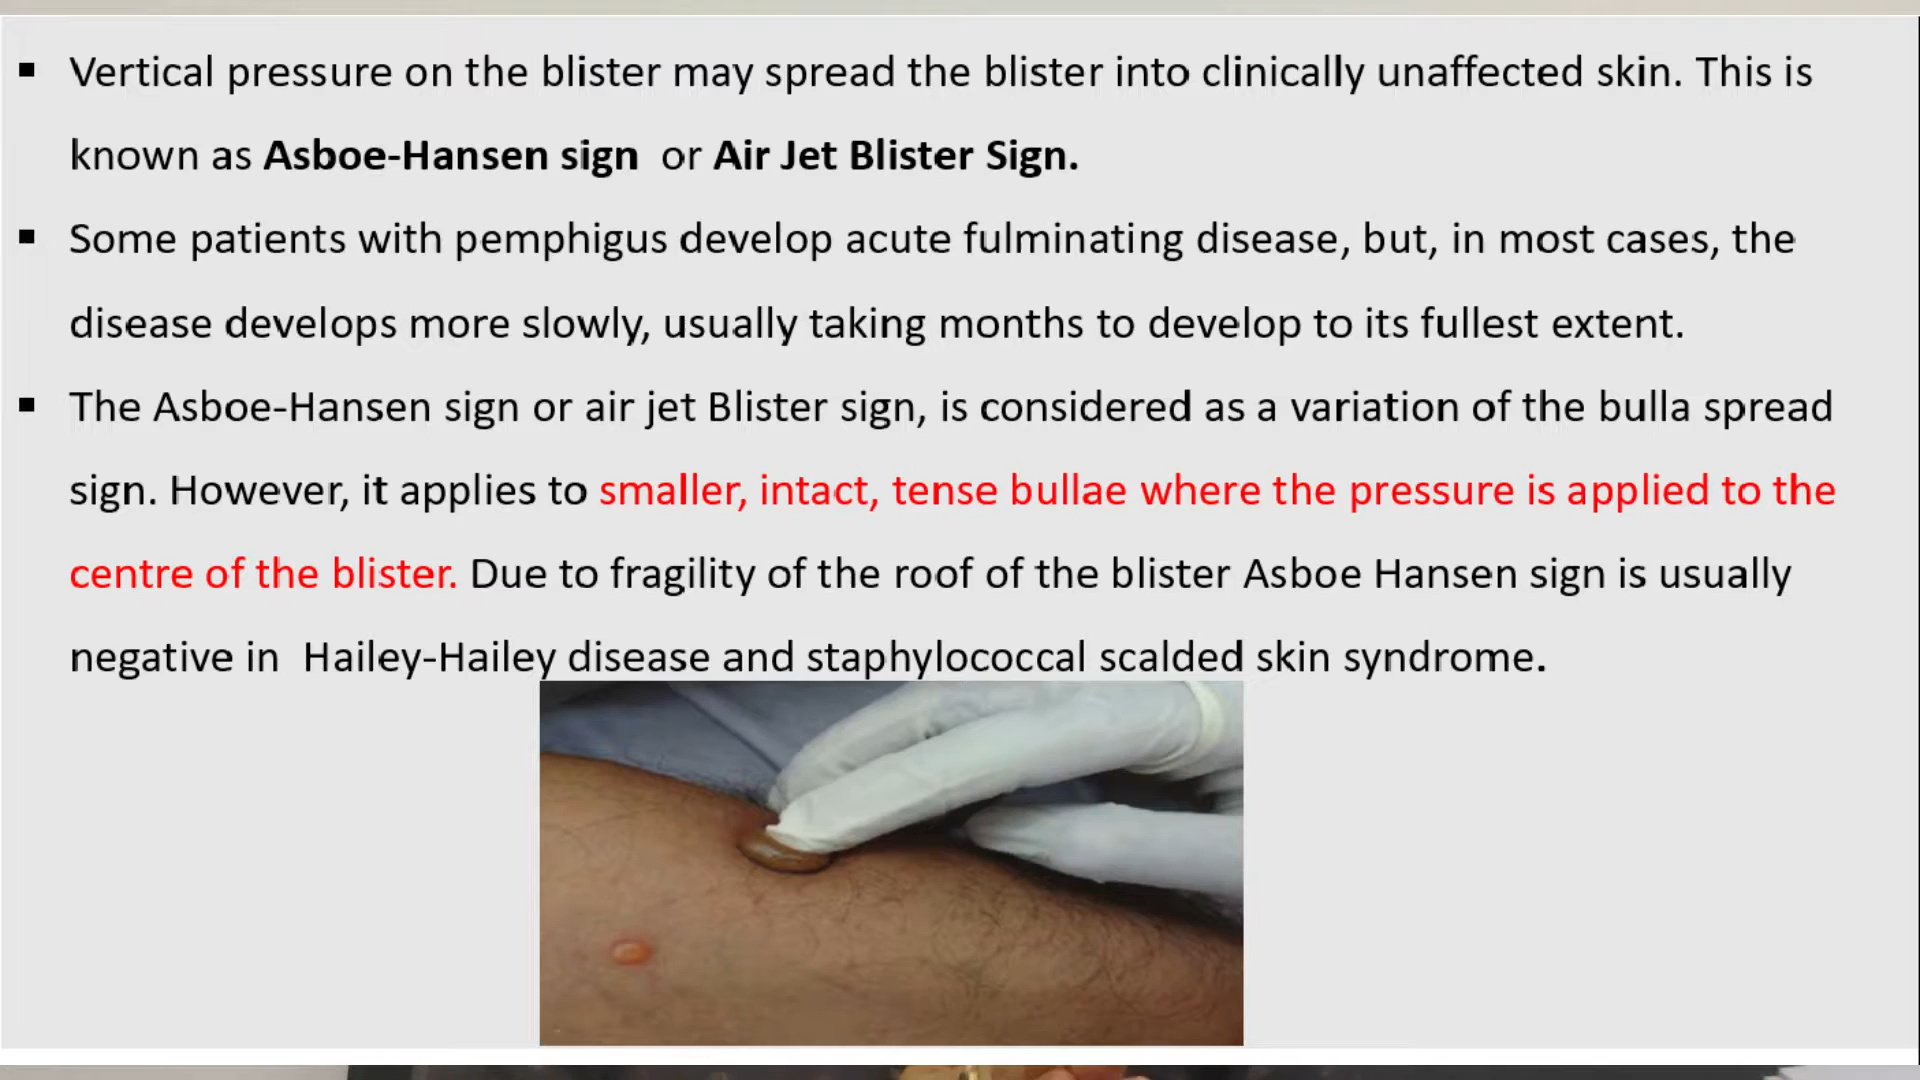 ▪ Vertical pressure on the blister may spread the blister into clinically unaffected skin. This is
known as Asboe-Hansen sign or Air Jet Blister Sign.
▪ Some patients with pemphigus develop acute fulminating disease, but, in most cases, the
disease develops more slowly, usually taking months to develop to its fullest extent.
▪ The Asboe-Hansen sign or air jet Blister sign, is considered as a variation of the bulla spread
sign. However, it applies to smaller, intact, tense bullae where the pressure is applied to the
centre of the blister. Due to fragility of the roof of the blister Asboe Hansen sign is usually
negative in Hailey-Hailey disease and staphylococcal scalded skin syndrome.